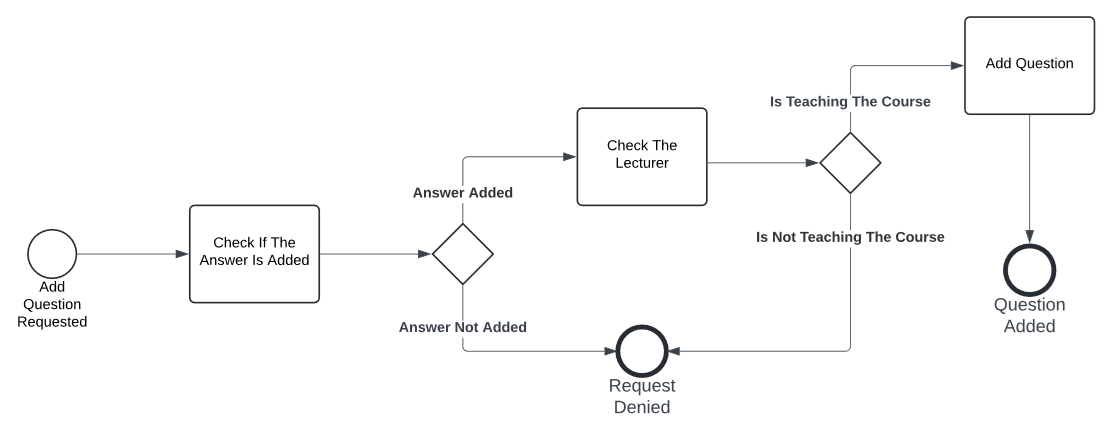 Add Question
Is Teaching The Course
Check The
Lecturer
Answer Added
Is Not Teaching The Course
Check If The
Answer Is Added
Add
Question
Requested
Question
Added
Answer Not Added
Request
Denied